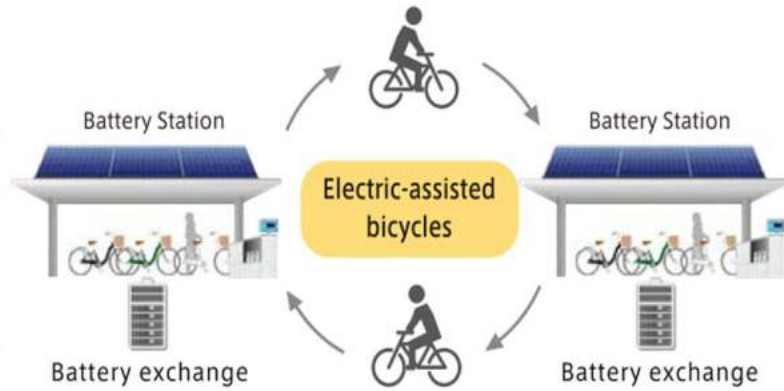 Battery Station
Battery Station
Electric-assisted
bicycles
Battery exchange
Battery exchange